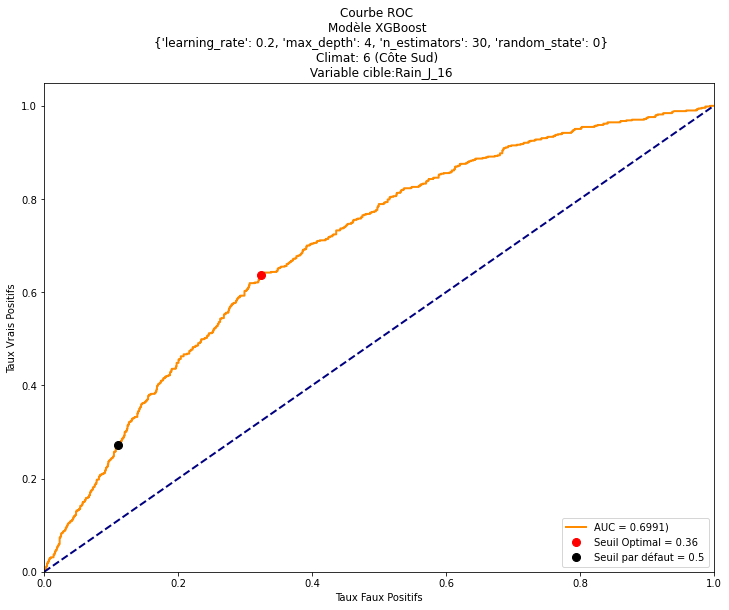 Courbe ROC
Modèle XGBoost
{'learning_rate': 0.2, 'max_depth': 4, 'n_estimators': 30, 'random_state': 0}
Climat: 6 (Côte Sud)
Variable cible:Rain_J_16
1.0
0.8
0.6
0.4
0.2
0.0
Taux Vrais Positifs
0.0
0.2
0.4
0.6
0.8
1.0
Taux Faux Positifs
AUC = 0.6991)
Seuil Optimal = 0.36
Seuil par défaut = 0.5